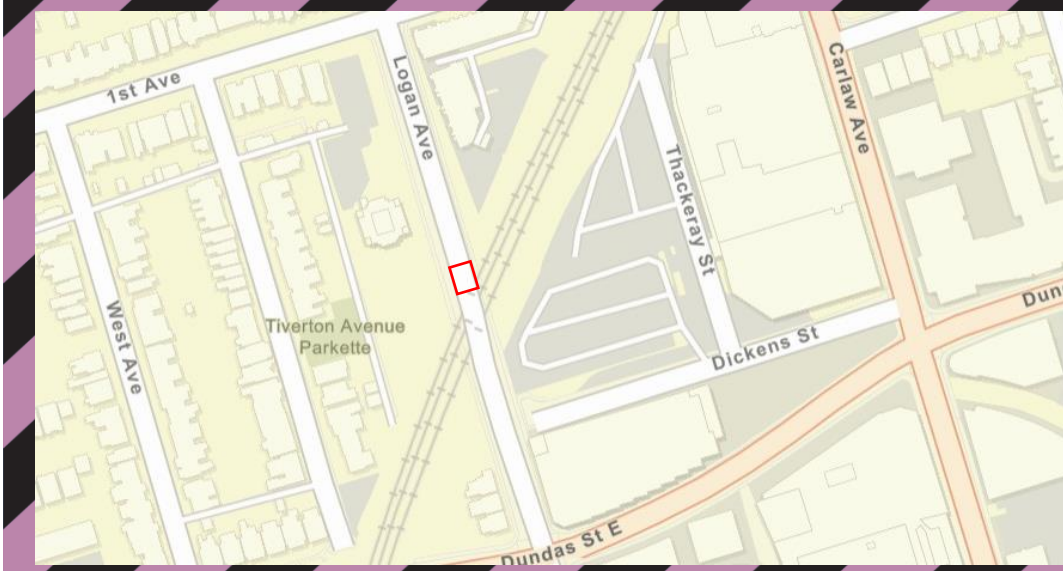 1st Ave
Logan Ave
Carlaw Ave
Thackeray St
West Ave
Tiverton Avenue
Parkette
Dun
Dickens St
Dundas St E